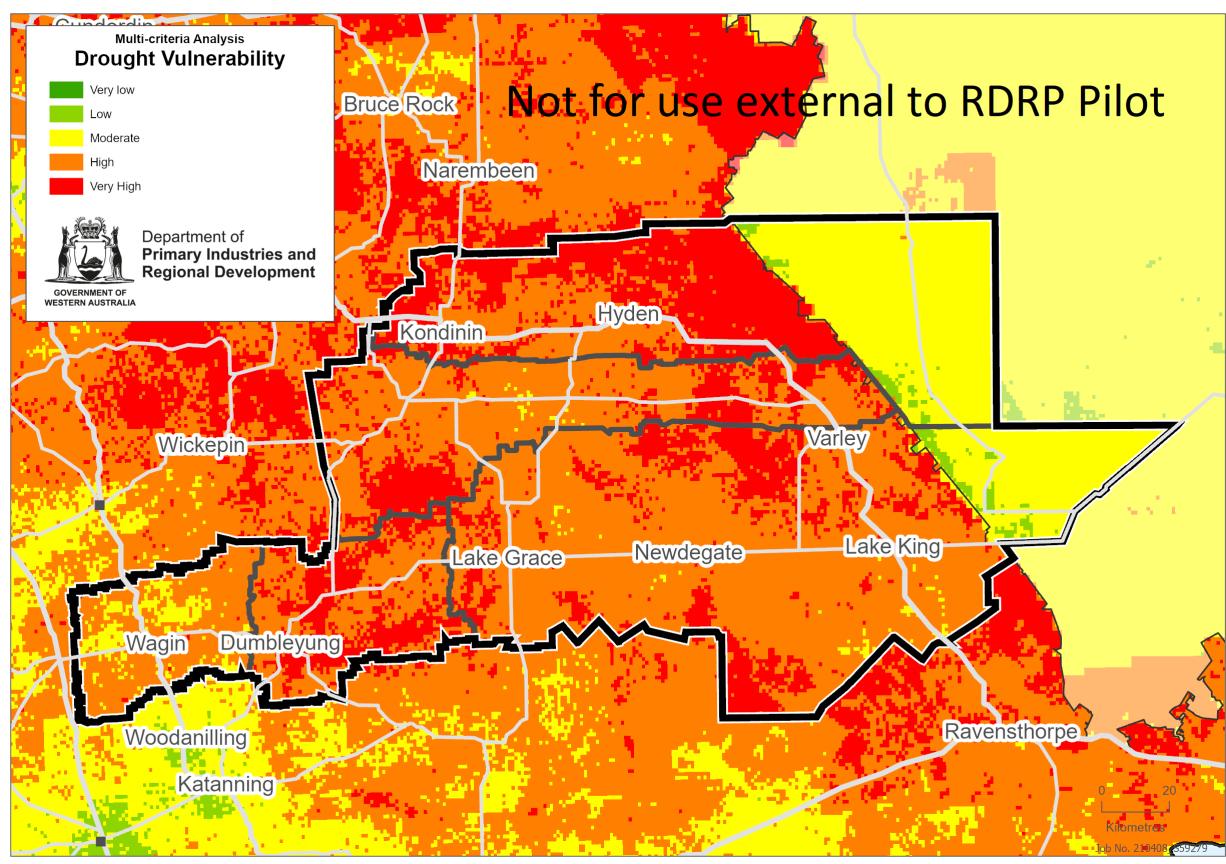 Cunderdin
Multi-criteria Analysis
Drought Vulnerability
Very low
Low
Moderate
High
Very High
Department of
Primary Industries and
Regional Development
GOVERNMENT OF
WESTERN AUSTRALIA
Not for use external to RDRP Pilot
Bruce Rock
Narembeen
Hyden
Kondinin
Wickepin
Varley
Lake Grace
Newdegate
Lake King
Wagin
Dumbleyung
Woodanilling
Ravensthorpe
Katanning
0 20
Kilometres